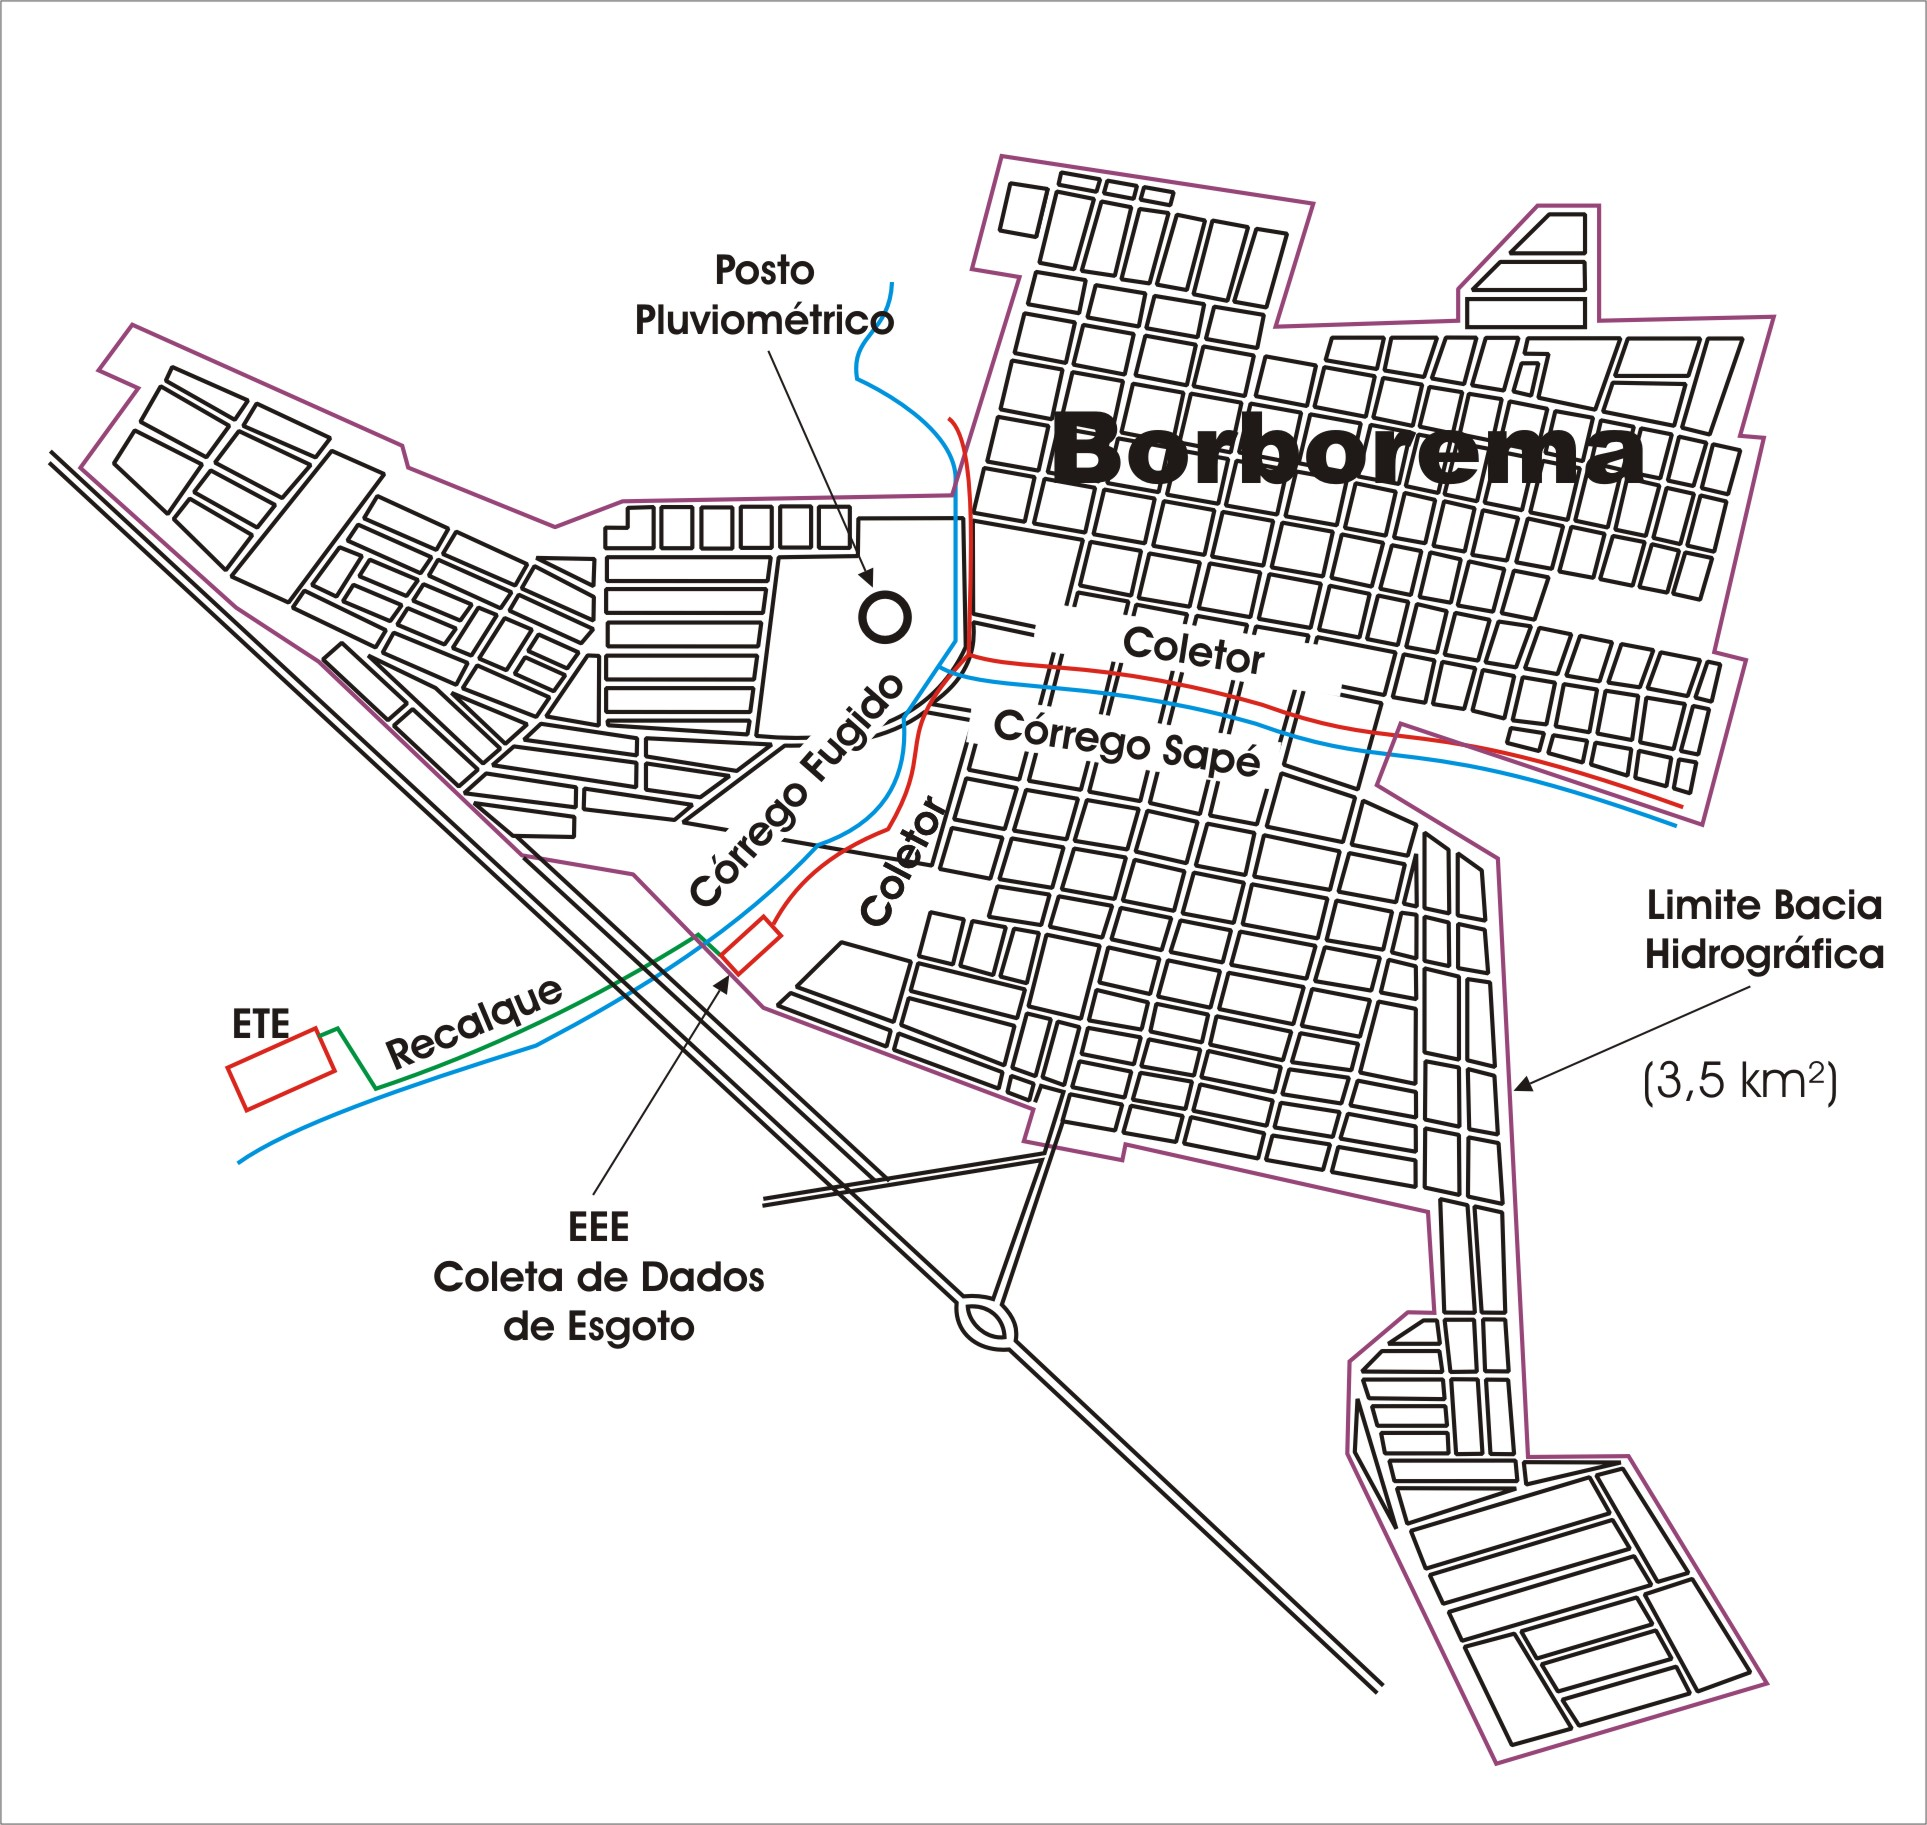 Posto
Pluviométrico
Borborema
Coletor
Córrego Sapé
Córrego Fugido
Coletor
Limite Bacia
Hidrográfica
(3,5 km²)
ETE
Recalque
EEE
Coleta de Dados
de Esgoto